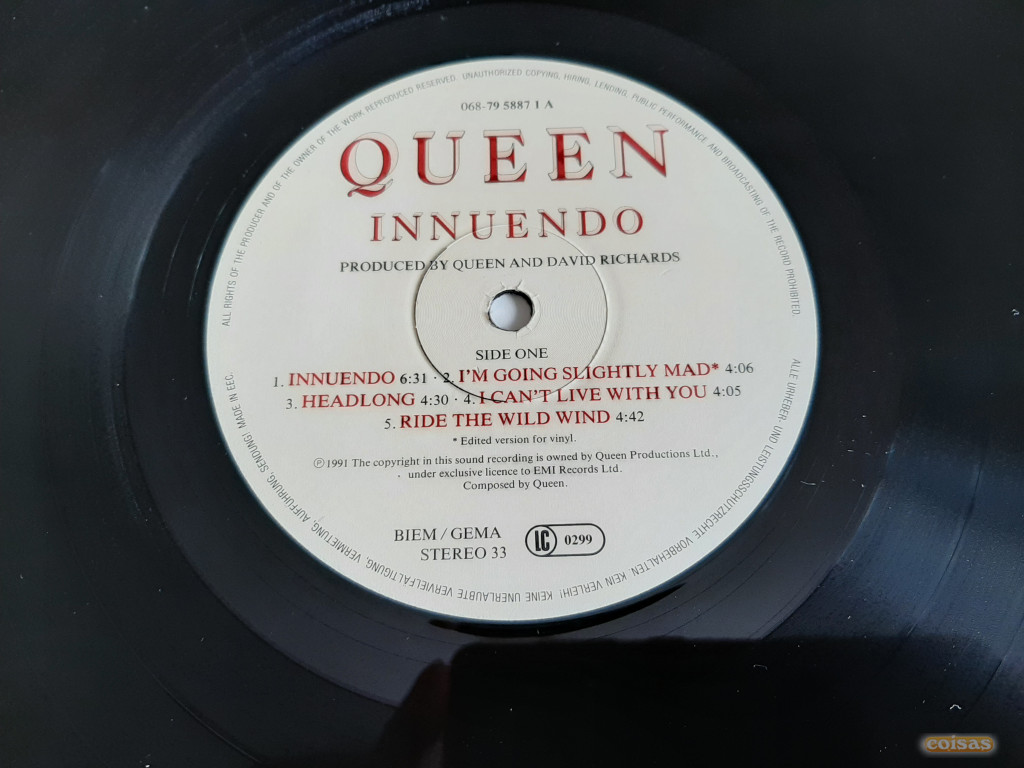 ALL RIGHTS OF THE PRODUCER AND OF THE OWNER OF THE WORK REPRODUCED RESERVED. UNAUTHORIZED COPYING, HIRING, LENDING, PUBLIC PERFORMANCE AND BROADCASTING OF THE RECORD PROHIBITED.
068-79 5887 1 A
QUEEN
INNUENDO
PRODUCED BY QUEEN AND DAVID RICHARDS
SIDE ONE
1. INNUENDO 6:31 · 2. I'M GOING SLIGHTLY MAD* 4:06
3. HEADLONG 4:30 · 4. I CAN'T LIVE WITH YOU 4:05
5. RIDE THE WILD WIND 4:42
* Edited version for vinyl.
℗1991 The copyright in this sound recording is owned by Queen Productions Ltd.,
under exclusive licence to EMI Records Ltd.
Composed by Queen.
BIEM / GEMA
STEREO 33
LC 0299
ALLE URHEBER- UND LEISTUNGSSCHUTZRECHTE VORBEHALTEN. KEIN VERLEIH! KEINE UNERLAUBTE VERVIELFÄLTIGUNG, VERMIETUNG, AUFFÜHRUNG, SENDUNG! MADE IN EEC.
coisas